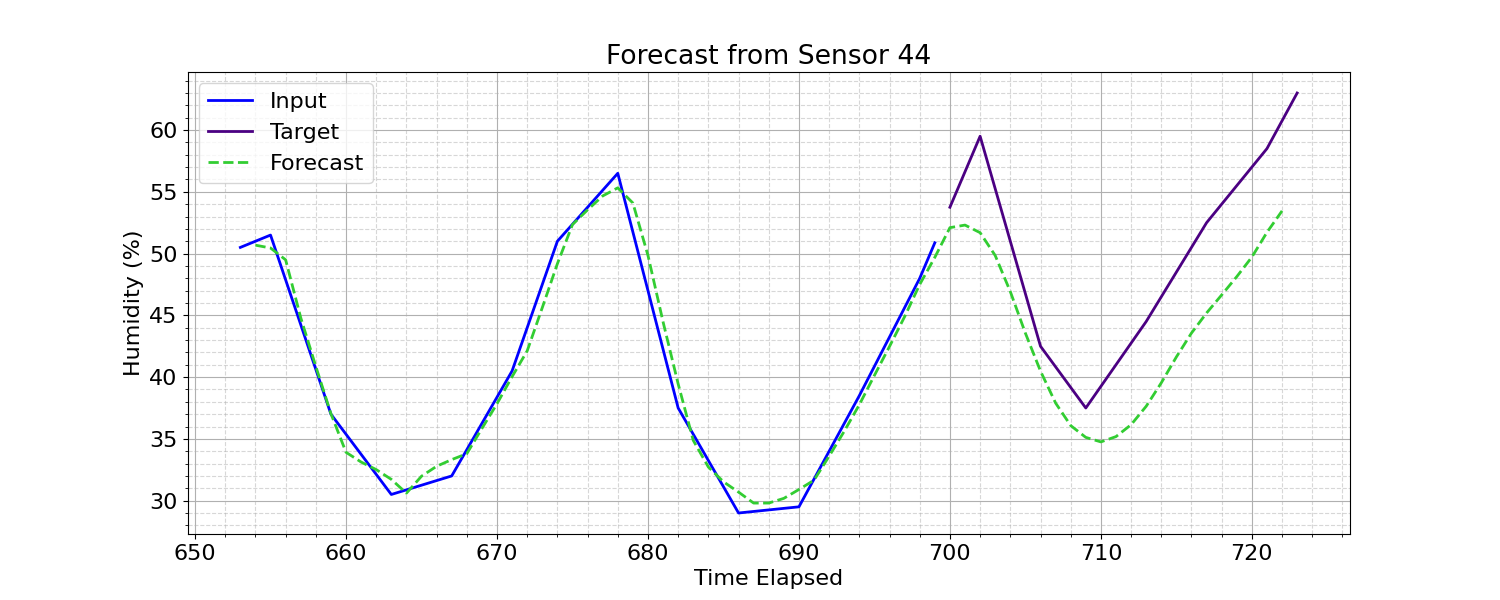 Forecast from Sensor 44
Input
Target
Forecast
Humidity (%)
60
55
50
45
40
35
30
650 660 670 680 690 700 710 720
Time Elapsed